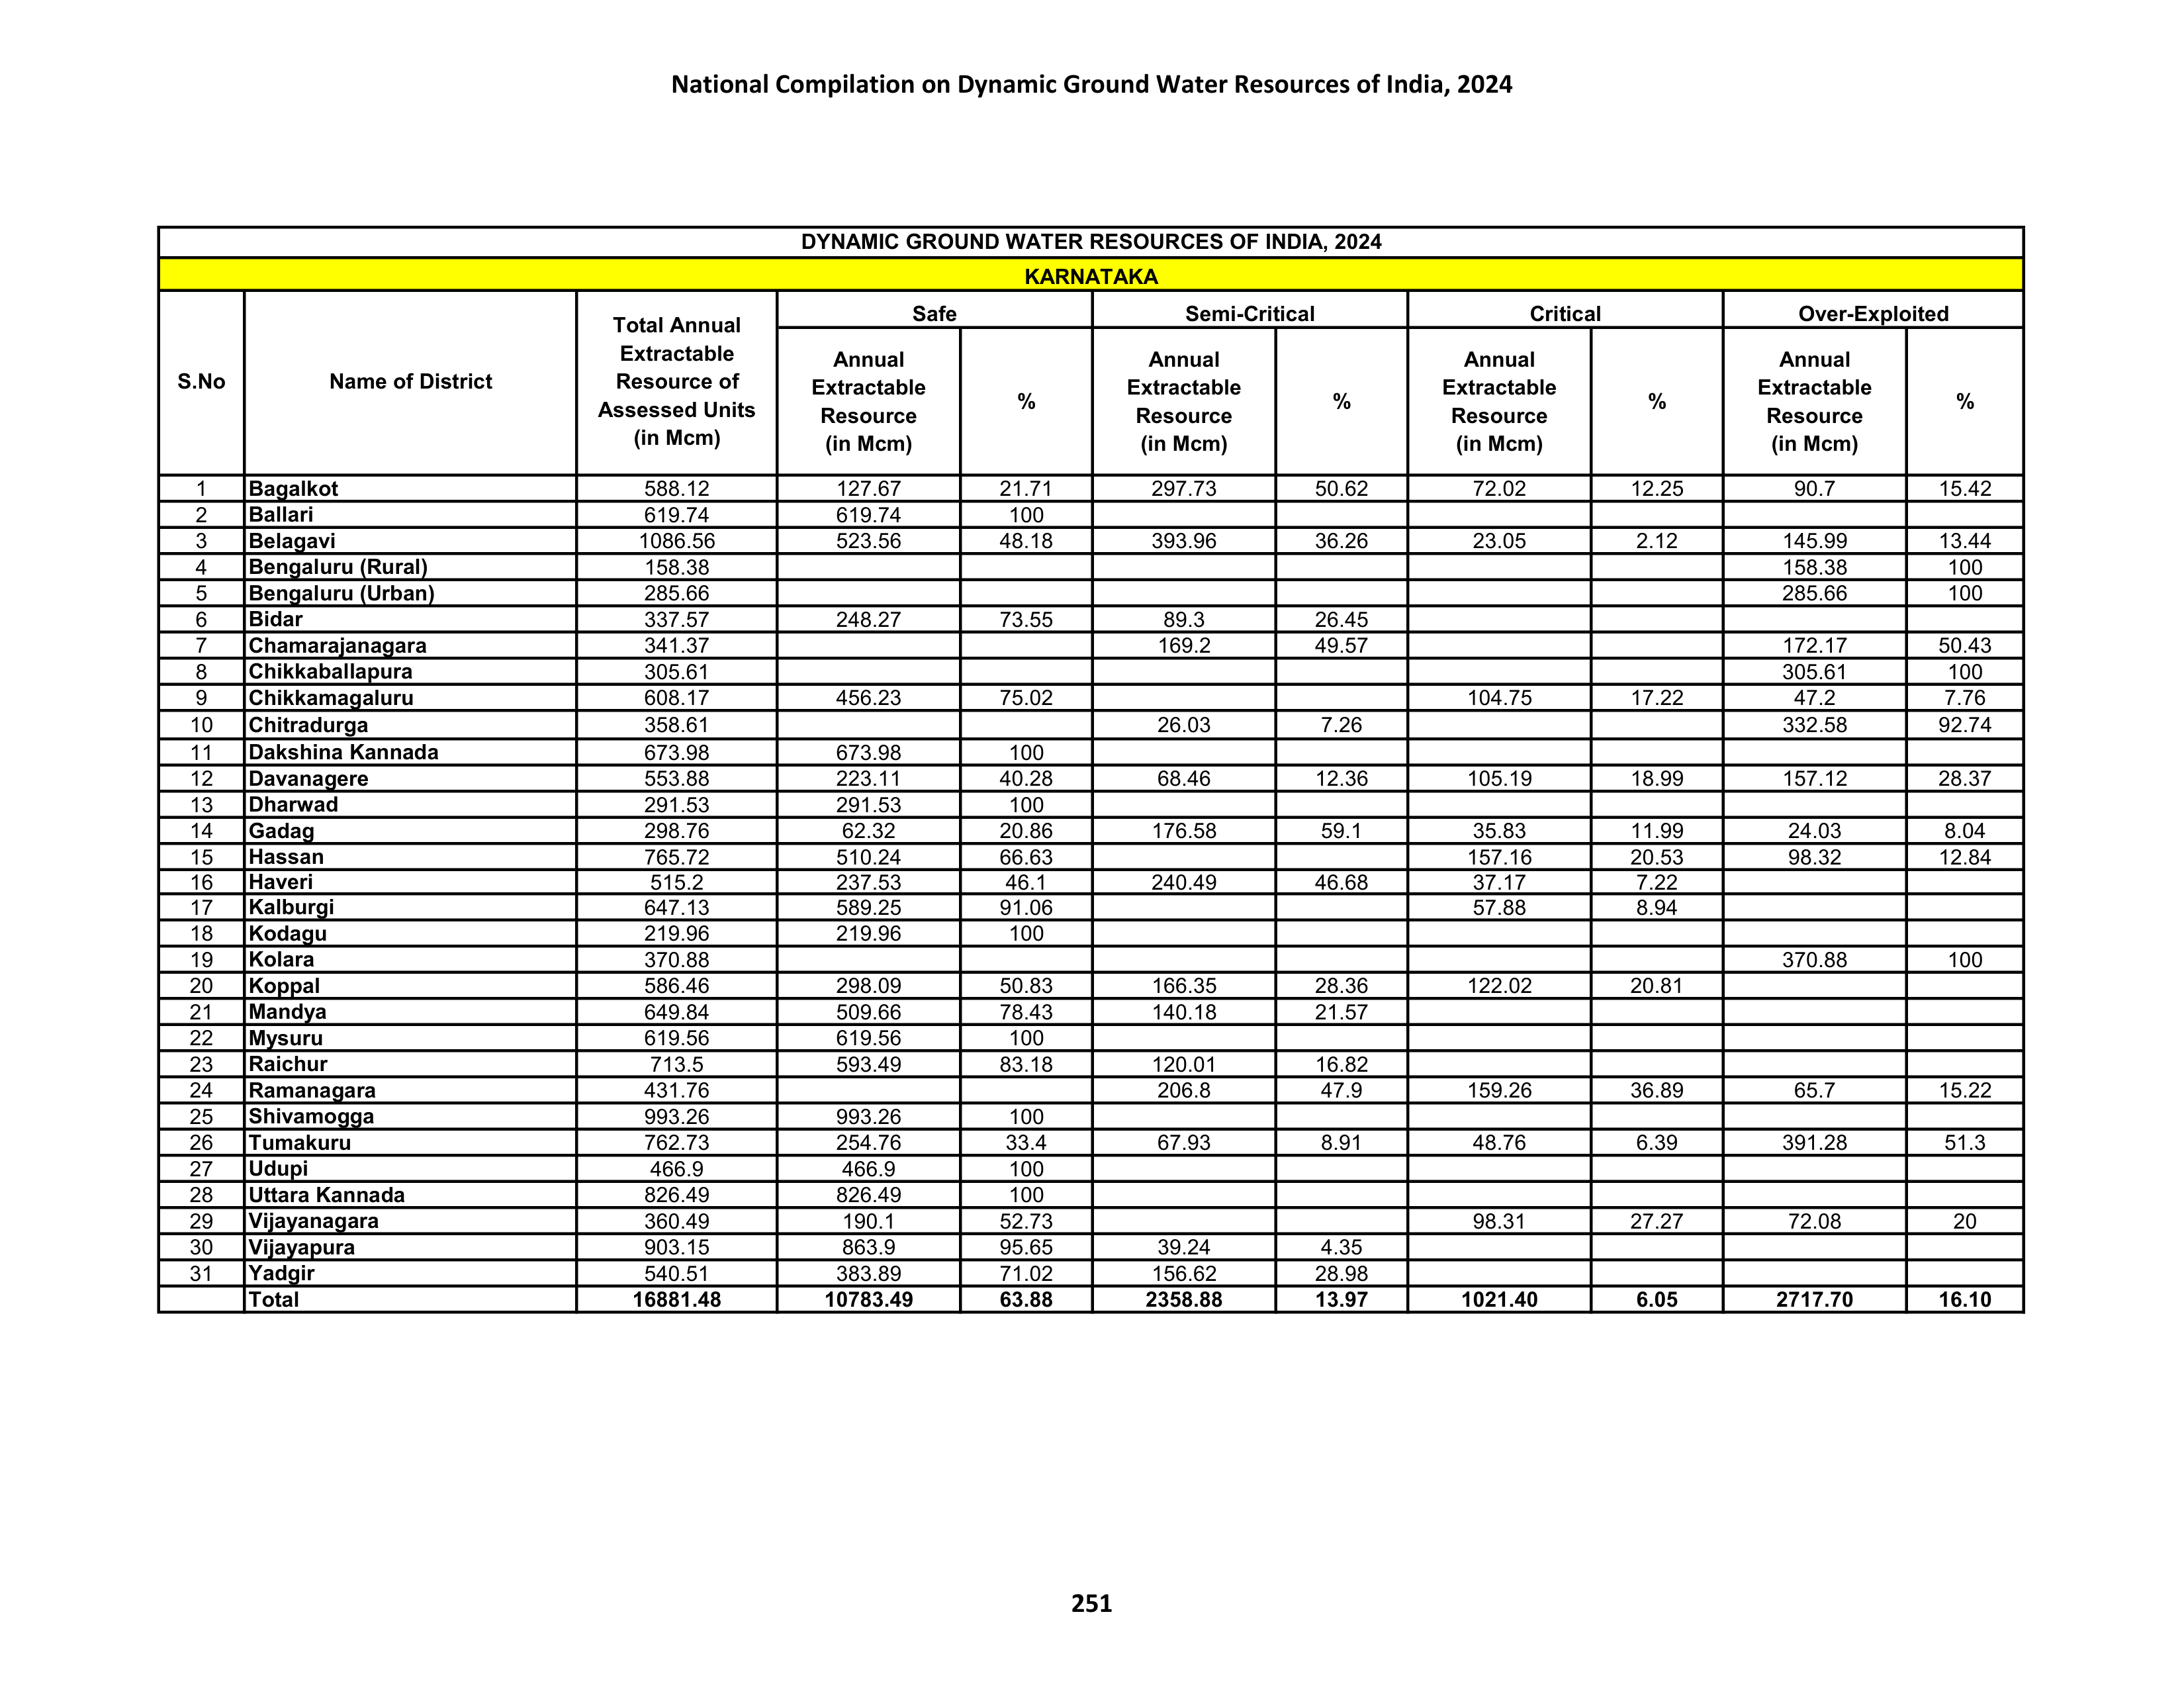 National Compilation on Dynamic Ground Water Resources of India, 2024
DYNAMIC GROUND WATER RESOURCES OF INDIA, 2024
KARNATAKA
S.No Name of District Total Annual Extractable Resource of Assessed Units (in Mcm) Safe Semi-Critical Critical Over-Exploited
Annual Extractable Resource (in Mcm) % Annual Extractable Resource (in Mcm) % Annual Extractable Resource (in Mcm) % Annual Extractable Resource (in Mcm) %
1 Bagalkot 588.12 127.67 21.71 297.73 50.62 72.02 12.25 90.7 15.42
2 Ballari 619.74 619.74 100
3 Belagavi 1086.56 523.56 48.18 393.96 36.26 23.05 2.12 145.99 13.44
4 Bengaluru (Rural) 158.38 158.38 100
5 Bengaluru (Urban) 285.66 285.66 100
6 Bidar 337.57 248.27 73.55 89.3 26.45
7 Chamarajanagara 341.37 169.2 49.57 172.17 50.43
8 Chikkaballapura 305.61 305.61 100
9 Chikkamagaluru 608.17 456.23 75.02 104.75 17.22 47.2 7.76
10 Chitradurga 358.61 26.03 7.26 332.58 92.74
11 Dakshina Kannada 673.98 673.98 100
12 Davanagere 553.88 223.11 40.28 68.46 12.36 105.19 18.99 157.12 28.37
13 Dharwad 291.53 291.53 100
14 Gadag 298.76 62.32 20.86 176.58 59.1 35.83 11.99 24.03 8.04
15 Hassan 765.72 510.24 66.63 157.16 20.53 98.32 12.84
16 Haveri 515.2 237.53 46.1 240.49 46.68 37.17 7.22
17 Kalburgi 647.13 589.25 91.06 57.88 8.94
18 Kodagu 219.96 219.96 100
19 Kolara 370.88 370.88 100
20 Koppal 586.46 298.09 50.83 166.35 28.36 122.02 20.81
21 Mandya 649.84 509.66 78.43 140.18 21.57
22 Mysuru 619.56 619.56 100
23 Raichur 713.5 593.49 83.18 120.01 16.82
24 Ramanagara 431.76 206.8 47.9 159.26 36.89 65.7 15.22
25 Shivamogga 993.26 993.26 100
26 Tumakuru 762.73 254.76 33.4 67.93 8.91 48.76 6.39 391.28 51.3
27 Udupi 466.9 466.9 100
28 Uttara Kannada 826.49 826.49 100
29 Vijayanagara 360.49 190.1 52.73 98.31 27.27 72.08 20
30 Vijayapura 903.15 863.9 95.65 39.24 4.35
31 Yadgir 540.51 383.89 71.02 156.62 28.98
Total 16881.48 10783.49 63.88 2358.88 13.97 1021.40 6.05 2717.70 16.10
251